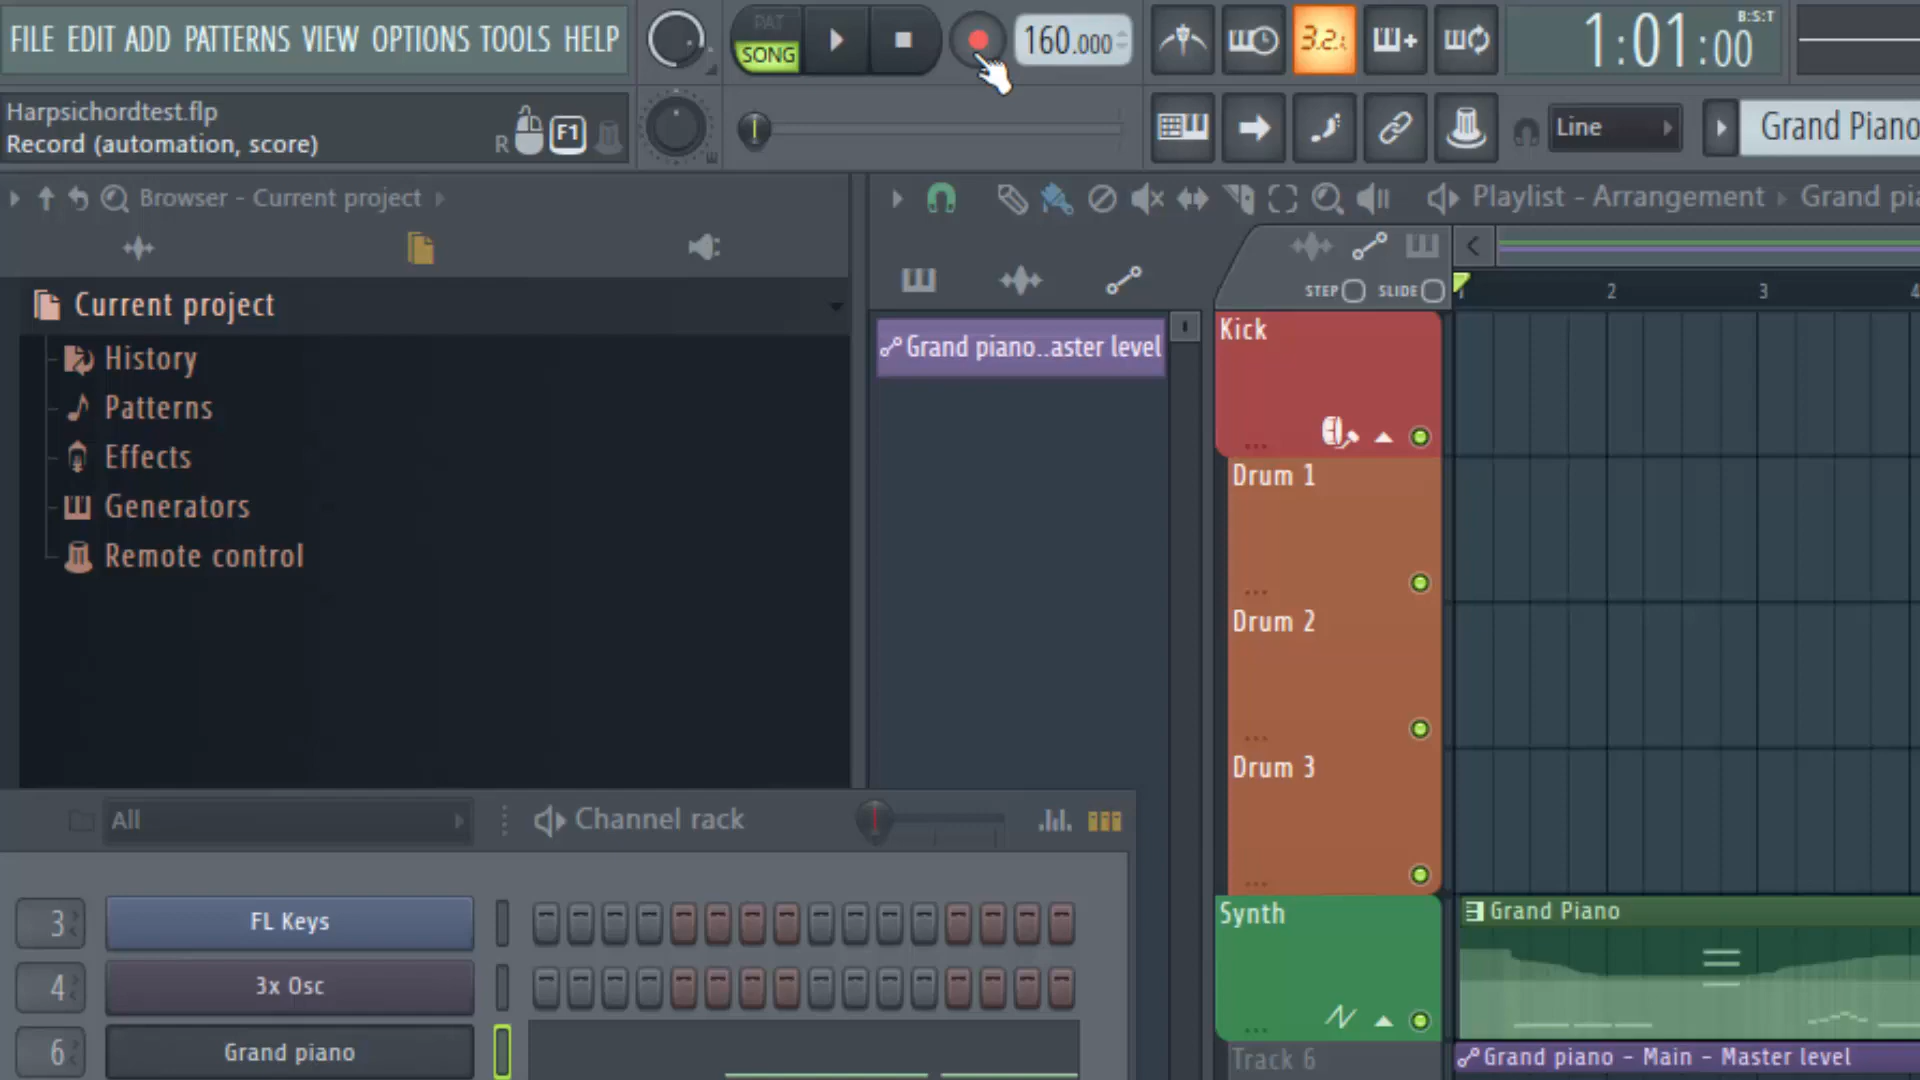 FILE EDIT ADD PATTERNS VIEW OPTIONS TOOLS HELP
PAT
SONG
160.000
3.2.
1:01:00
B:S:T
Harpsichordtest.flp
Record (automation, score)
R
F1
Line
Grand Piano
Browser - Current project
Playlist - Arrangement
Grand pia
Current project
History
Patterns
Effects
Generators
Remote control
STEP
SLIDE
1
2
3
4
Grand piano..aster level
Kick
Drum 1
Drum 2
Drum 3
Synth
Track 6
Grand Piano
Grand piano - Main - Master level
All
Channel rack
3
FL Keys
4
3x Osc
6
Grand piano